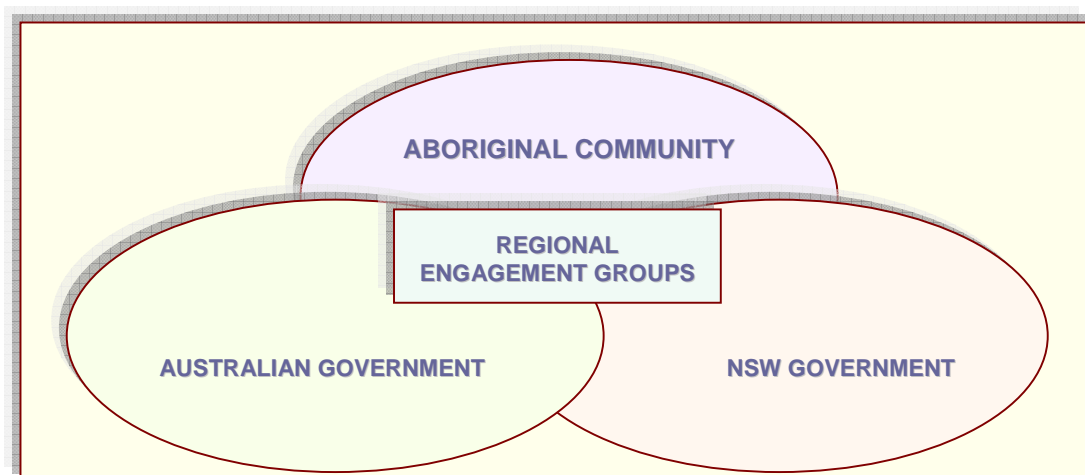 ABORIGINAL COMMUNITY
REGIONAL
ENGAGEMENT GROUPS
AUSTRALIAN GOVERNMENT
NSW GOVERNMENT